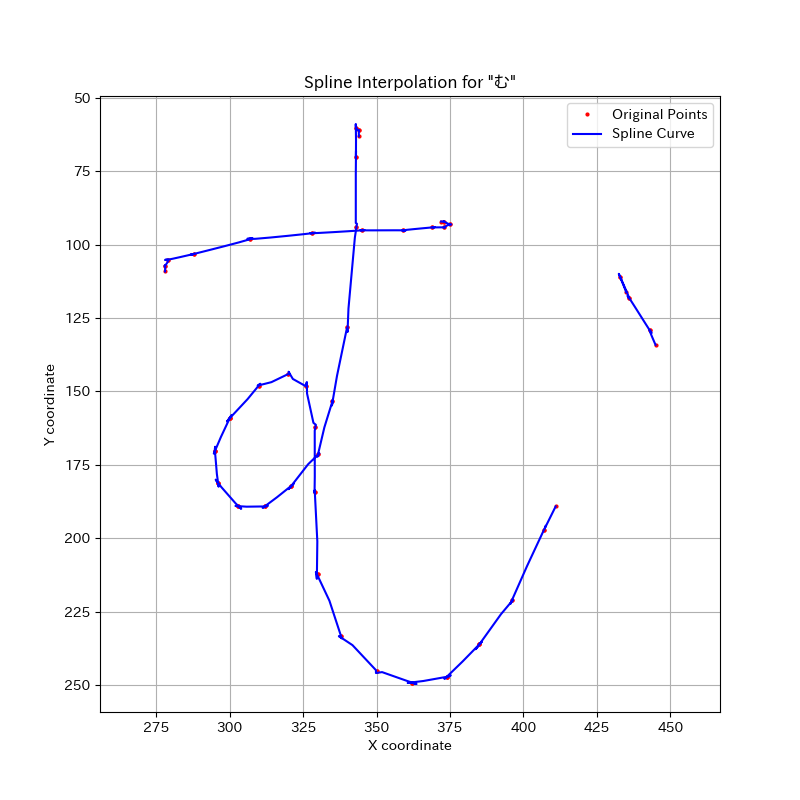 Spline Interpolation for "む"
Original Points
Spline Curve
50
75
100
125
150
175
200
225
250
Y coordinate
む
275 300 325 350 375 400 425 450
X coordinate